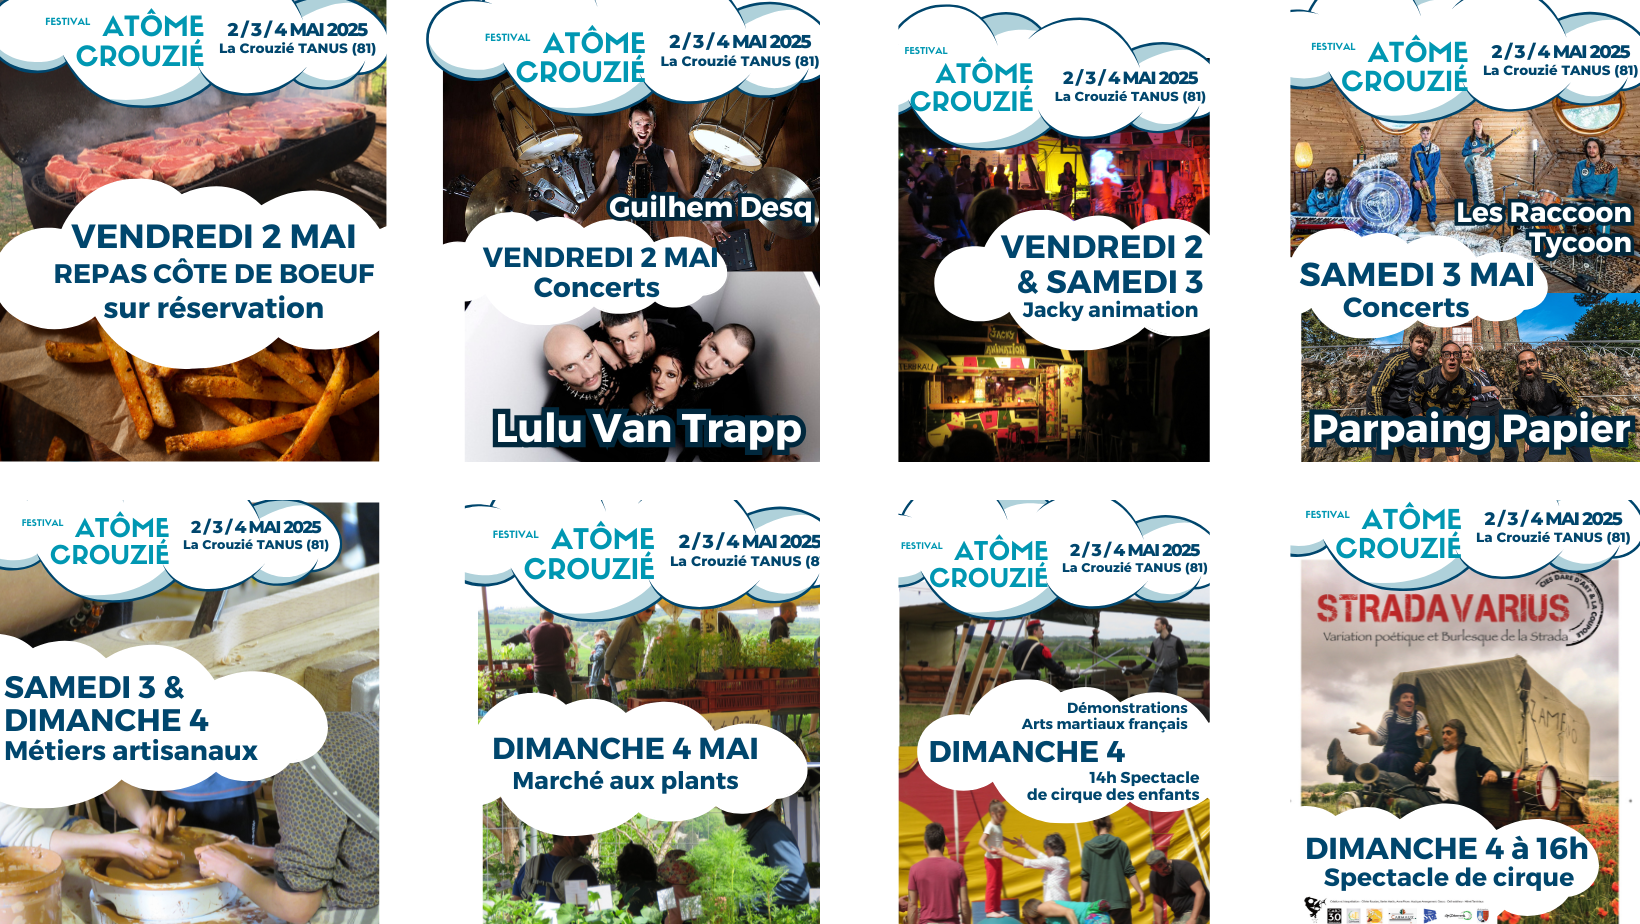 FESTIVAL
ATÔME
CROUZIÉ
2 / 3 / 4 MAI 2025
La Crouzié TANUS (81)
VENDREDI 2 MAI
REPAS CÔTE DE BOEUF
sur réservation
FESTIVAL
ATÔME
CROUZIÉ
2 / 3 / 4 MAI 2025
La Crouzié TANUS (81)
Guilhem Desq
VENDREDI 2 MAI
Concerts
Lulu Van Trapp
FESTIVAL
ATÔME
CROUZIÉ
2 / 3 / 4 MAI 2025
La Crouzié TANUS (81)
VENDREDI 2
& SAMEDI 3
Jacky animation
JACKY
ANIMATION
FESTIVAL
ATÔME
CROUZIÉ
2 / 3 / 4 MAI 2025
La Crouzié TANUS (81)
Les Raccoon
Tycoon
SAMEDI 3 MAI
Concerts
Parpaing Papier
FESTIVAL
ATÔME
CROUZIÉ
2 / 3 / 4 MAI 2025
La Crouzié TANUS (81)
SAMEDI 3 &
DIMANCHE 4
Métiers artisanaux
FESTIVAL
ATÔME
CROUZIÉ
2 / 3 / 4 MAI 2025
La Crouzié TANUS (8
DIMANCHE 4 MAI
Marché aux plants
FESTIVAL
ATÔME
CROUZIÉ
2 / 3 / 4 MAI 2025
La Crouzié TANUS (81)
Démonstrations
Arts martiaux français
DIMANCHE 4
14h Spectacle
de cirque des enfants
FESTIVAL
ATÔME
CROUZIÉ
2 / 3 / 4 MAI 2025
La Crouzié TANUS (81)
CIES DARE D'ART & LA COUPOLE
STRADAVARIUS
Variation poétique et Burlesque de la Strada
ZAMPANÒ
DIMANCHE 4 à 16h
Spectacle de cirque